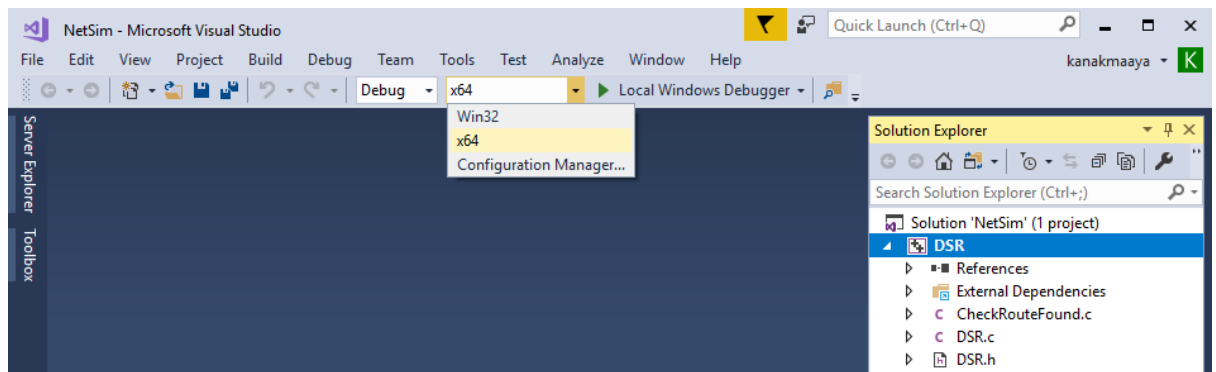 NetSim - Microsoft Visual Studio
Quick Launch (Ctrl+Q)
File Edit View Project Build Debug Team Tools Test Analyze Window Help
kanakmaaya K
Debug x64 Local Windows Debugger
Win32
x64
Configuration Manager...
Server Explorer
Toolbox
Solution Explorer
Search Solution Explorer (Ctrl+;)
Solution 'NetSim' (1 project)
DSR
References
External Dependencies
C CheckRouteFound.c
C DSR.c
h DSR.h